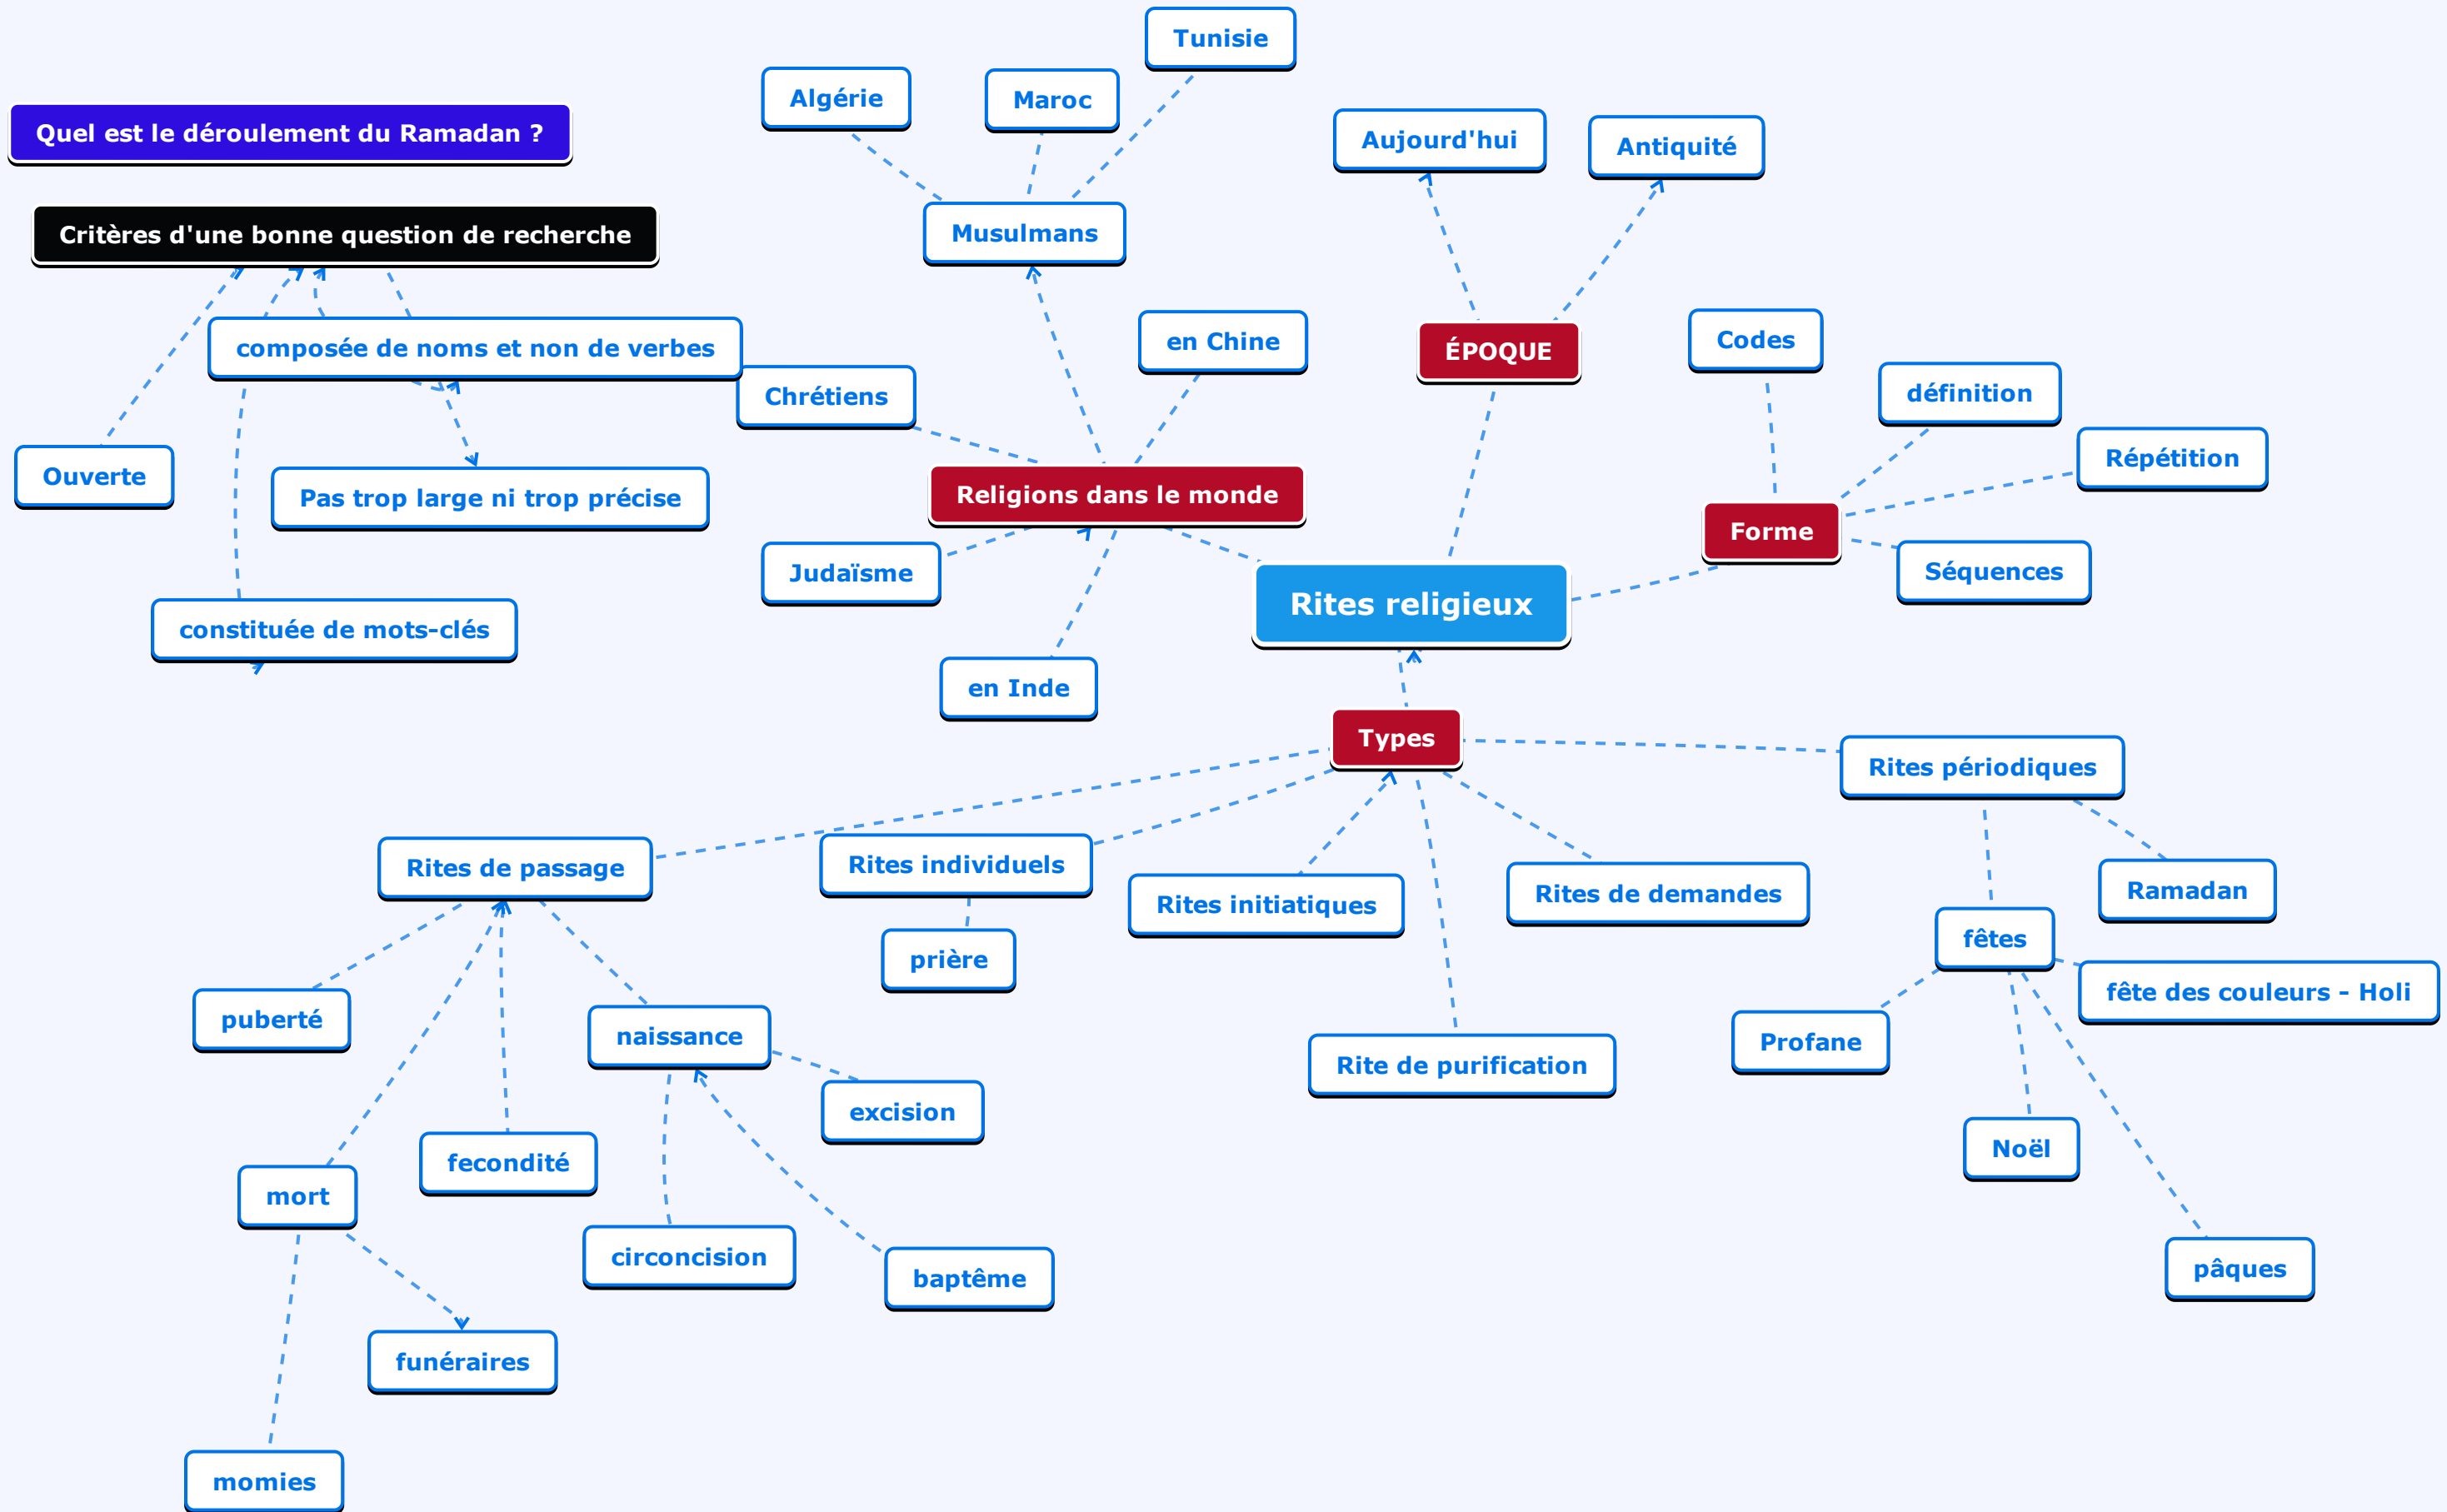 Tunisie
Algérie
Maroc
Quel est le déroulement du Ramadan ?
Aujourd'hui
Antiquité
Critères d'une bonne question de recherche
Musulmans
composée de noms et non de verbes
en Chine
ÉPOQUE
Codes
Chrétiens
définition
Répétition
Ouverte
Pas trop large ni trop précise
Religions dans le monde
Forme
Judaïsme
Séquences
Rites religieux
constituée de mots-clés
en Inde
Types
Rites périodiques
Rites de passage
Rites individuels
Rites initiatiques
Rites de demandes
Ramadan
prière
fêtes
fête des couleurs - Holi
puberté
naissance
Profane
Rite de purification
excision
fecondité
Noël
mort
circoncision
baptême
pâques
funéraires
momies